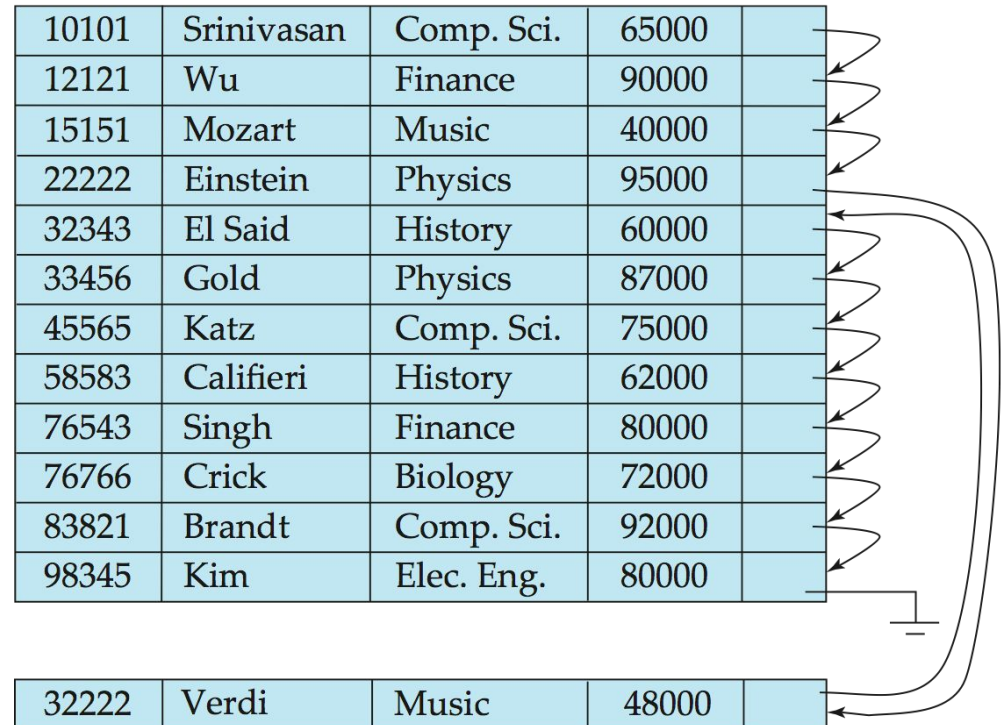 10101 Srinivasan Comp. Sci. 65000
12121 Wu Finance 90000
15151 Mozart Music 40000
22222 Einstein Physics 95000
32343 El Said History 60000
33456 Gold Physics 87000
45565 Katz Comp. Sci. 75000
58583 Califieri History 62000
76543 Singh Finance 80000
76766 Crick Biology 72000
83821 Brandt Comp. Sci. 92000
98345 Kim Elec. Eng. 80000
32222 Verdi Music 48000